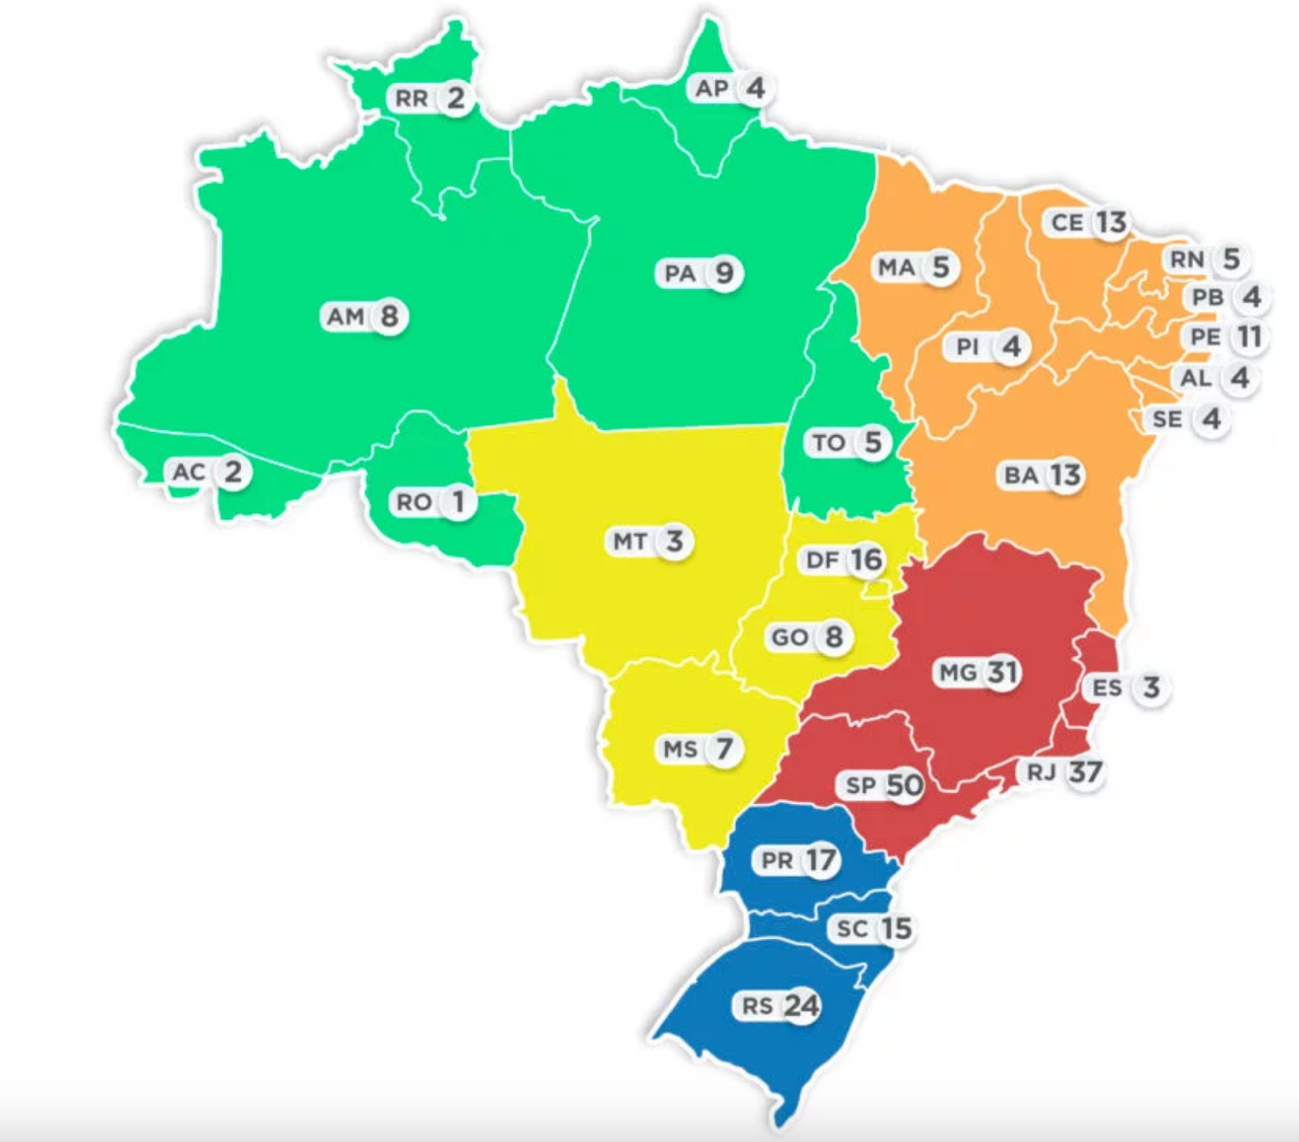 AP 4
RR 2
CE 13
RN 5
MA 5
PA 9
PB 4
AM 8
PE 11
PI 4
AL 4
SE 4
TO 5
AC 2
BA 13
RO 1
MT 3
DF 16
GO 8
MG 31
ES 3
MS 7
RJ 37
SP 50
PR 17
SC 15
RS 24